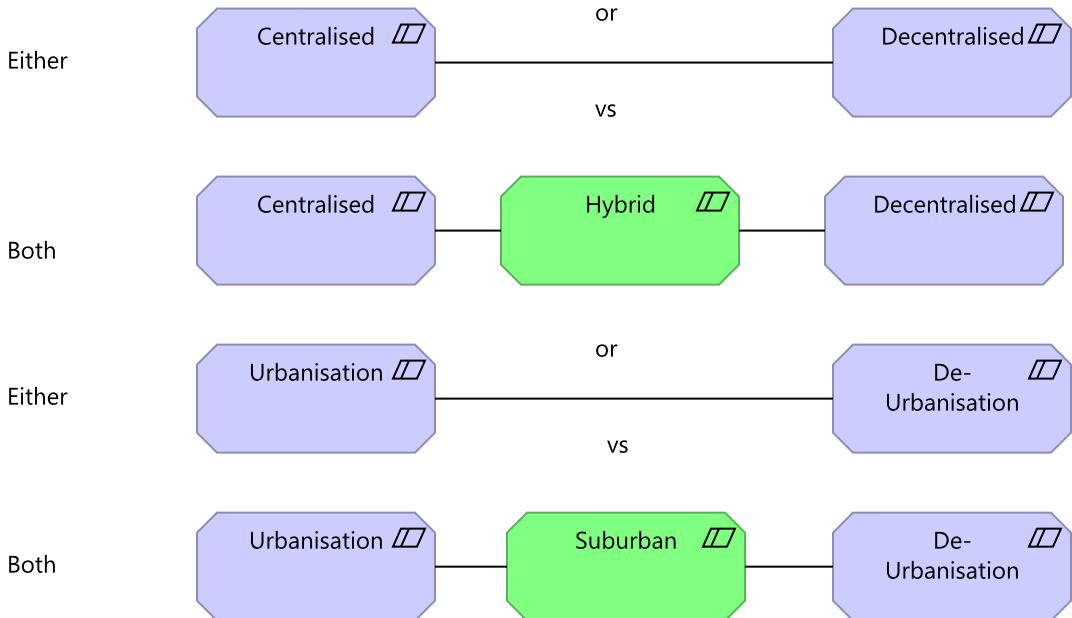 or
Centralised
Decentralised
Either
vs
Centralised
Hybrid
Decentralised
Both
or
Urbanisation
De-
Urbanisation
Either
vs
Urbanisation
Suburban
De-
Urbanisation
Both